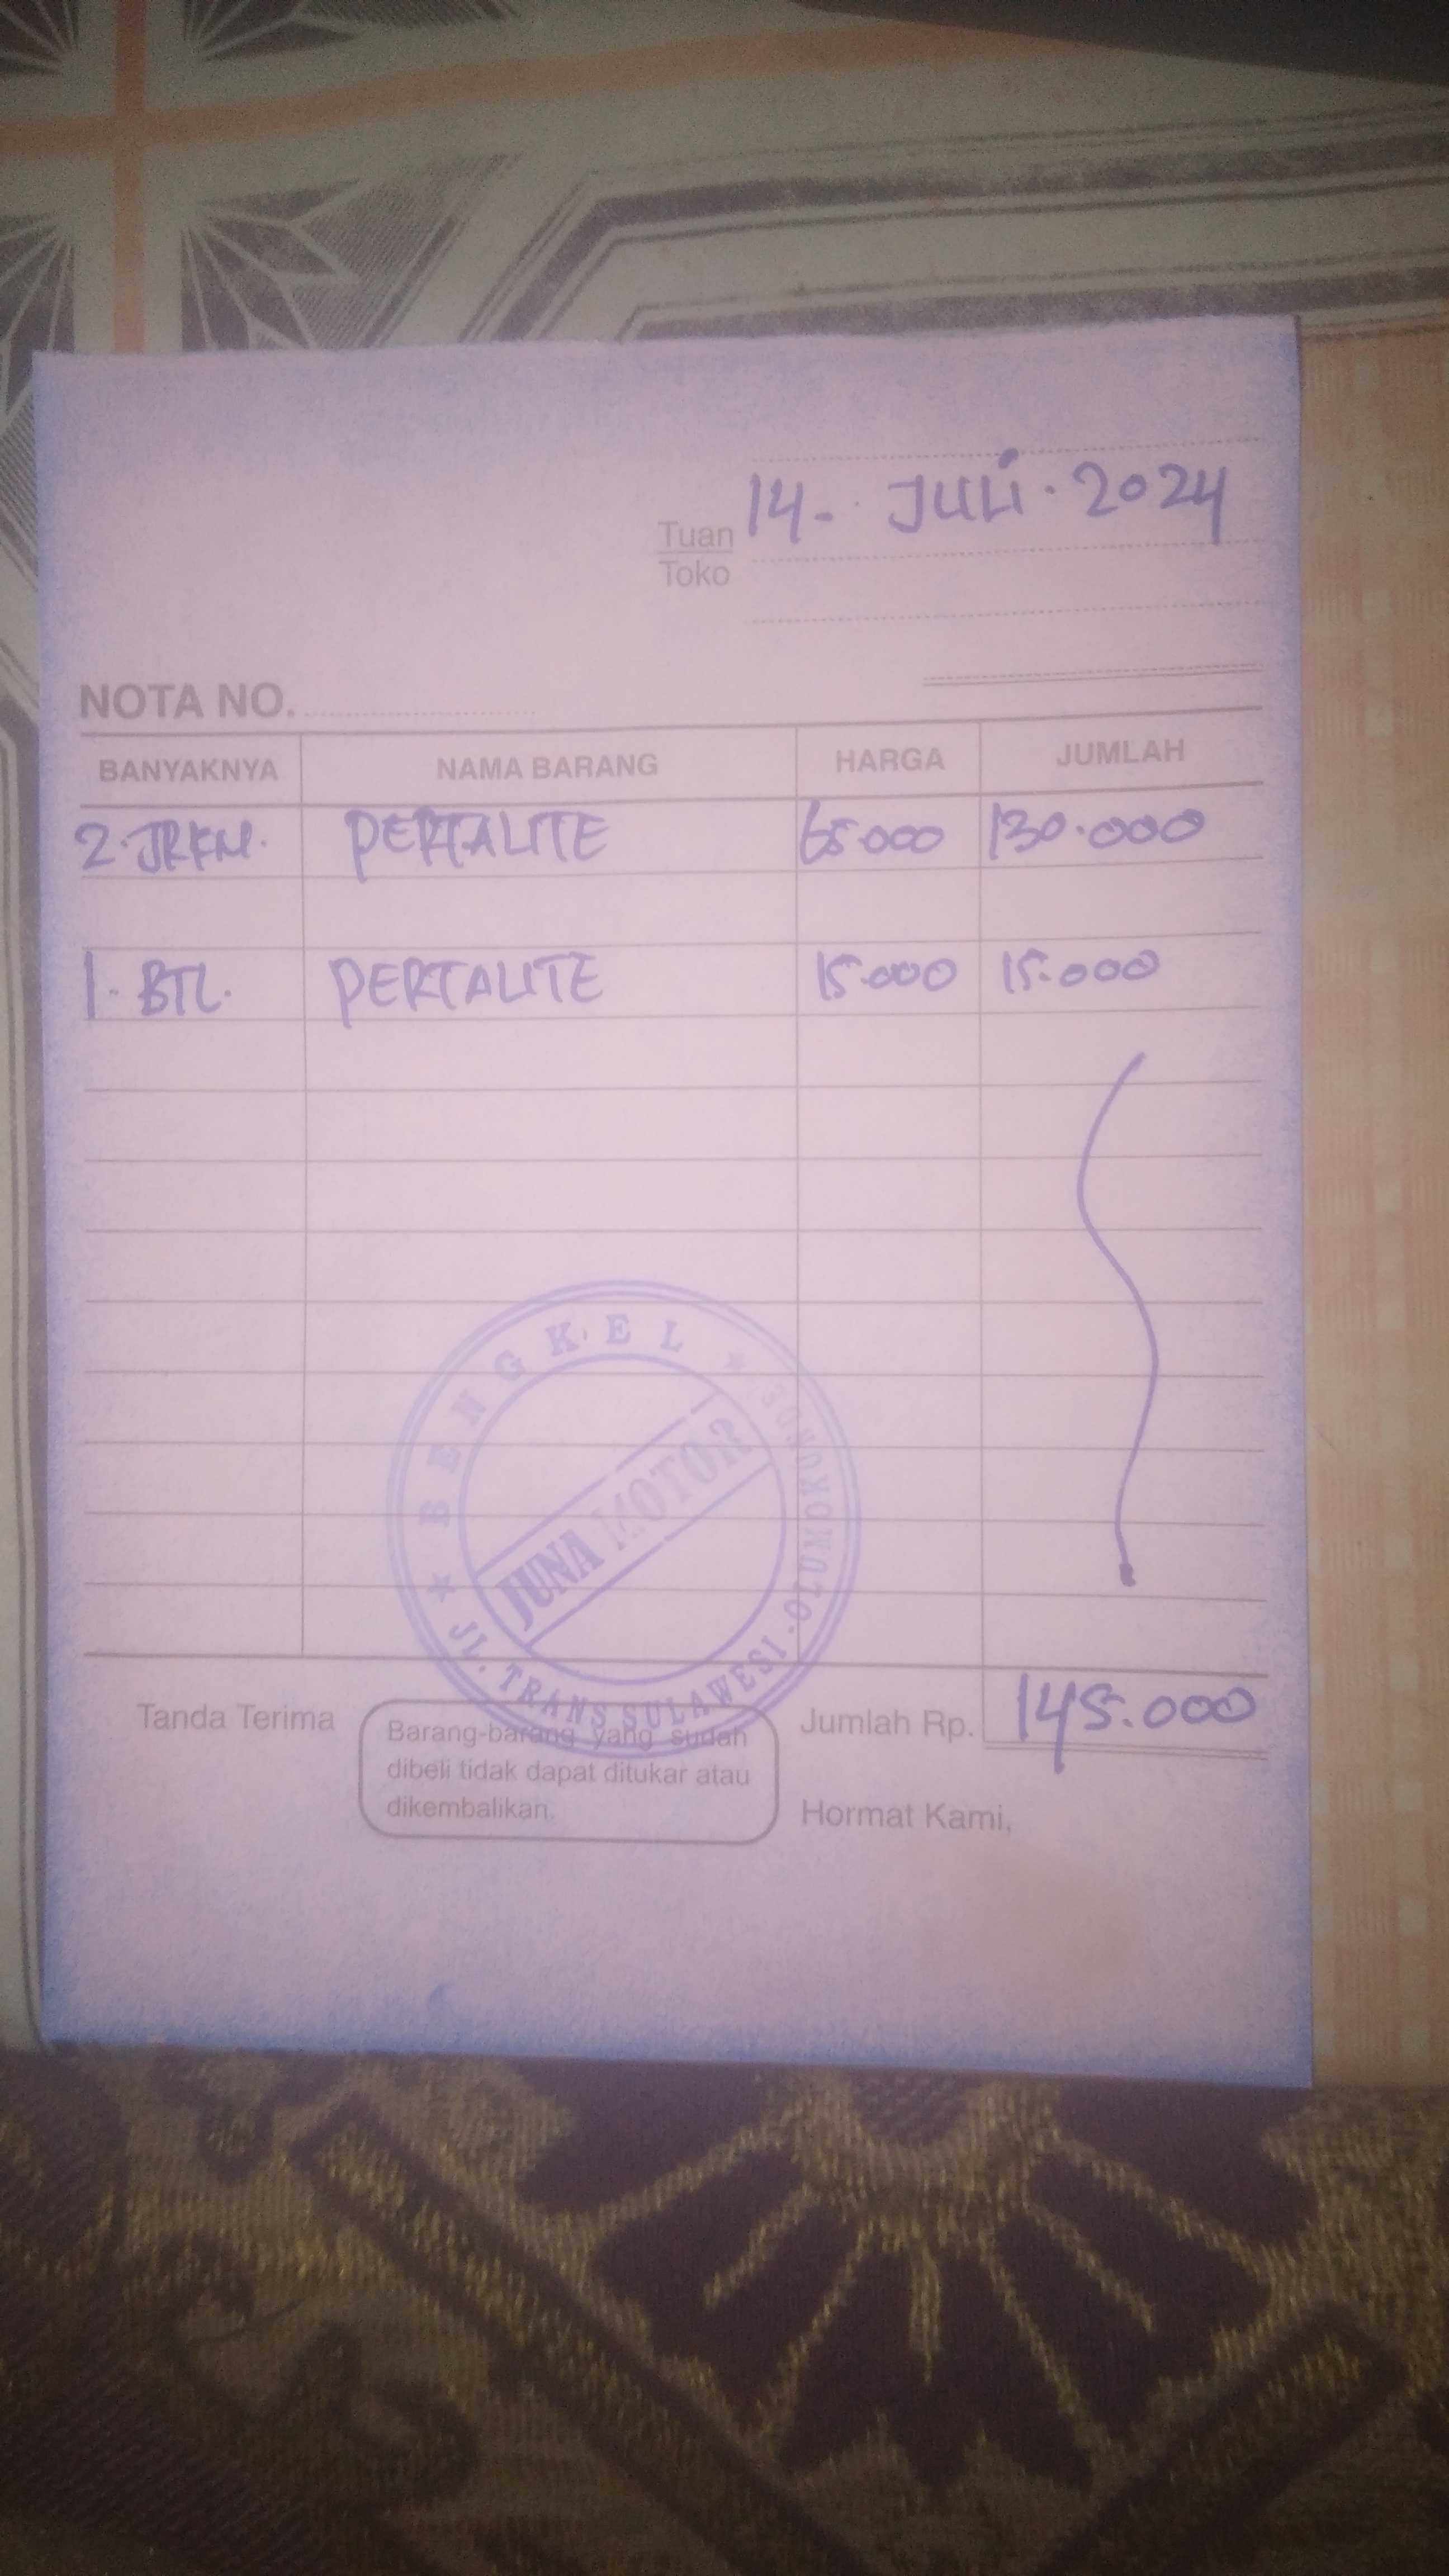 14-. JULI. 2024
Tuan
Toko
NOTA NO.
BANYAKNYA NAMA BARANG HARGA JUMLAH
2. JRKN. PERTALITE 65.000 130.000
1. BTL. PERTALITE 15.000 15.000
BENGKEL
JUNA MOTOR
JL. TRANS SULAWESI -
Tanda Terima
Barang-barang yang sudah
dibeli tidak dapat ditukar atau
dikembalikan.
Jumlah Rp. 145.000
Hormat Kami,